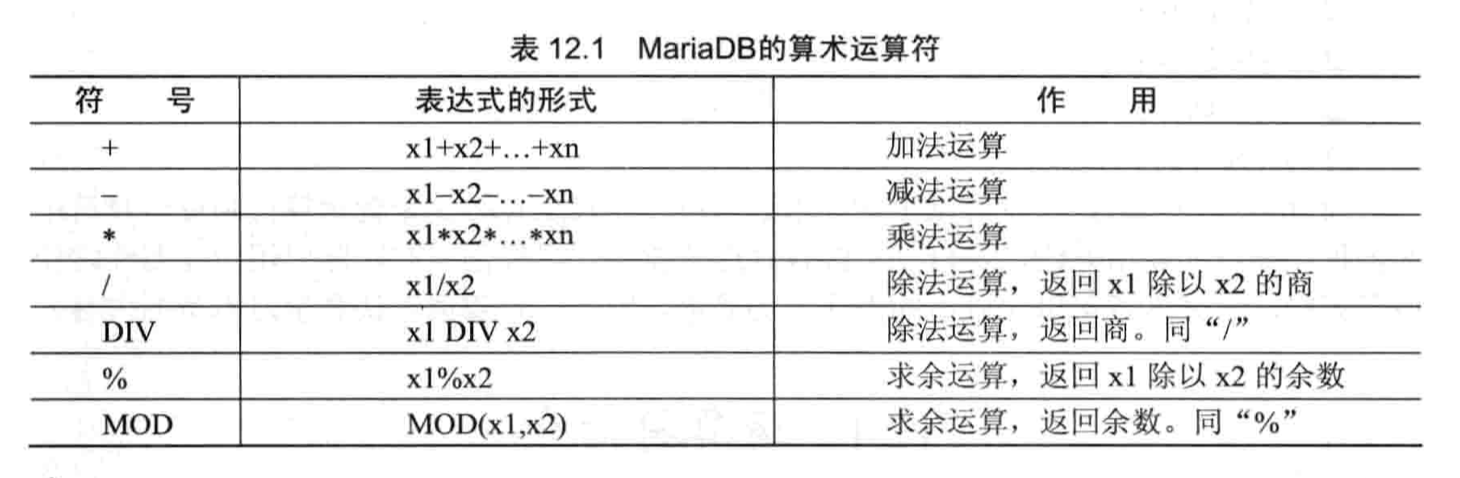 表 12.1 MariaDB的算术运算符
符 号 表达式的形式 作 用
+ x1+x2+…+xn 加法运算
– x1–x2–…–xn 减法运算
* x1*x2*…*xn 乘法运算
/ x1/x2 除法运算，返回 x1 除以 x2 的商
DIV x1 DIV x2 除法运算，返回商。同“/”
% x1%x2 求余运算，返回 x1 除以 x2 的余数
MOD MOD(x1,x2) 求余运算，返回余数。同“%”